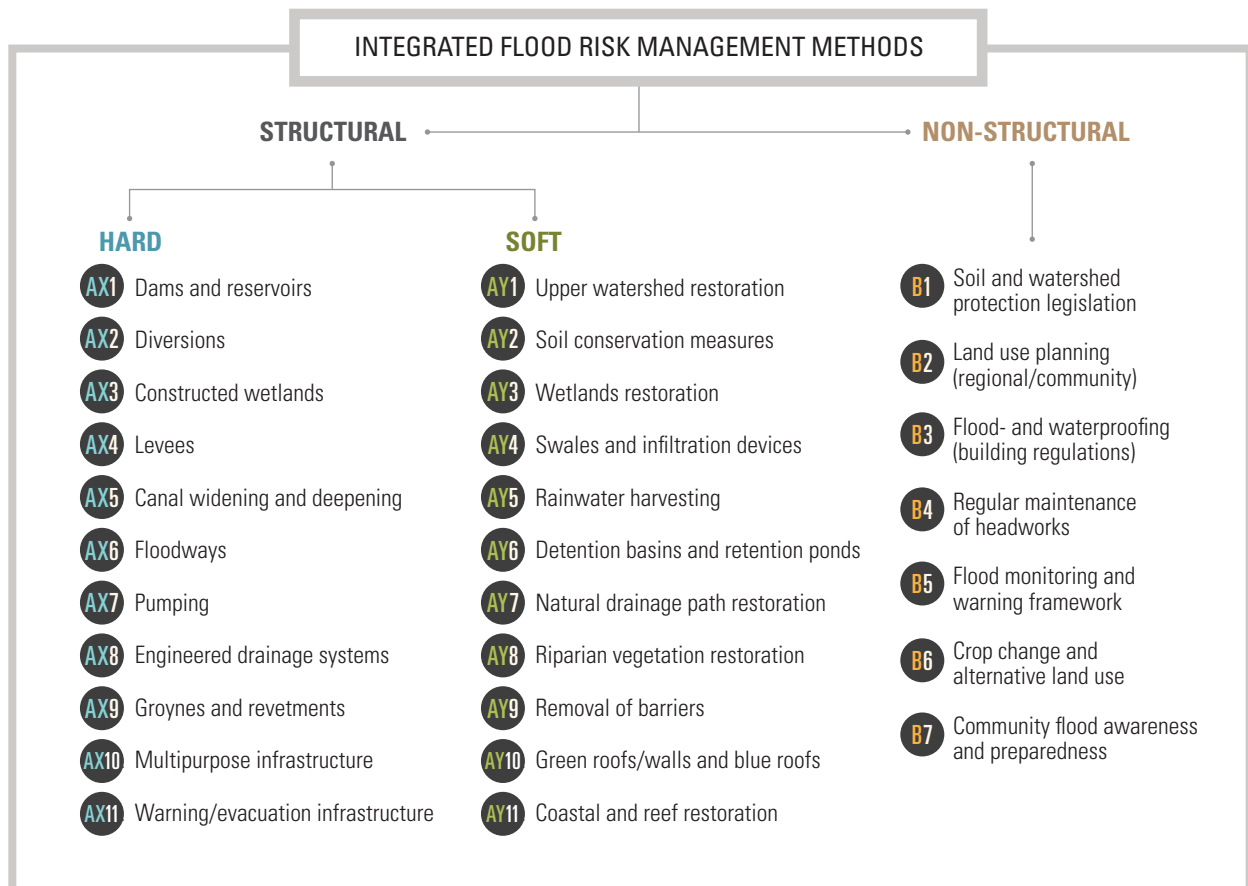 INTEGRATED FLOOD RISK MANAGEMENT METHODS
STRUCTURAL
NON-STRUCTURAL
HARD
AX1 Dams and reservoirs
AX2 Diversions
AX3 Constructed wetlands
AX4 Levees
AX5 Canal widening and deepening
AX6 Floodways
AX7 Pumping
AX8 Engineered drainage systems
AX9 Groynes and revetments
AX10 Multipurpose infrastructure
AX11 Warning/evacuation infrastructure
SOFT
AY1 Upper watershed restoration
AY2 Soil conservation measures
AY3 Wetlands restoration
AY4 Swales and infiltration devices
AY5 Rainwater harvesting
AY6 Detention basins and retention ponds
AY7 Natural drainage path restoration
AY8 Riparian vegetation restoration
AY9 Removal of barriers
AY10 Green roofs/walls and blue roofs
AY11 Coastal and reef restoration
B1 Soil and watershed
protection legislation
B2 Land use planning
(regional/community)
B3 Flood- and waterproofing
(building regulations)
B4 Regular maintenance
of headworks
B5 Flood monitoring and
warning framework
B6 Crop change and
alternative land use
B7 Community flood awareness
and preparedness